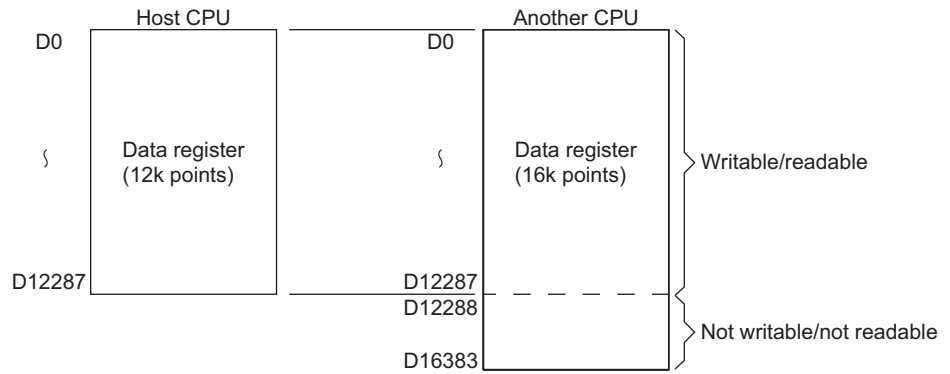 Host CPU
Another CPU
D0
D0
Data register
(12k points)
Data register
(16k points)
Writable/readable
D12287
D12287
D12288
Not writable/not readable
D16383